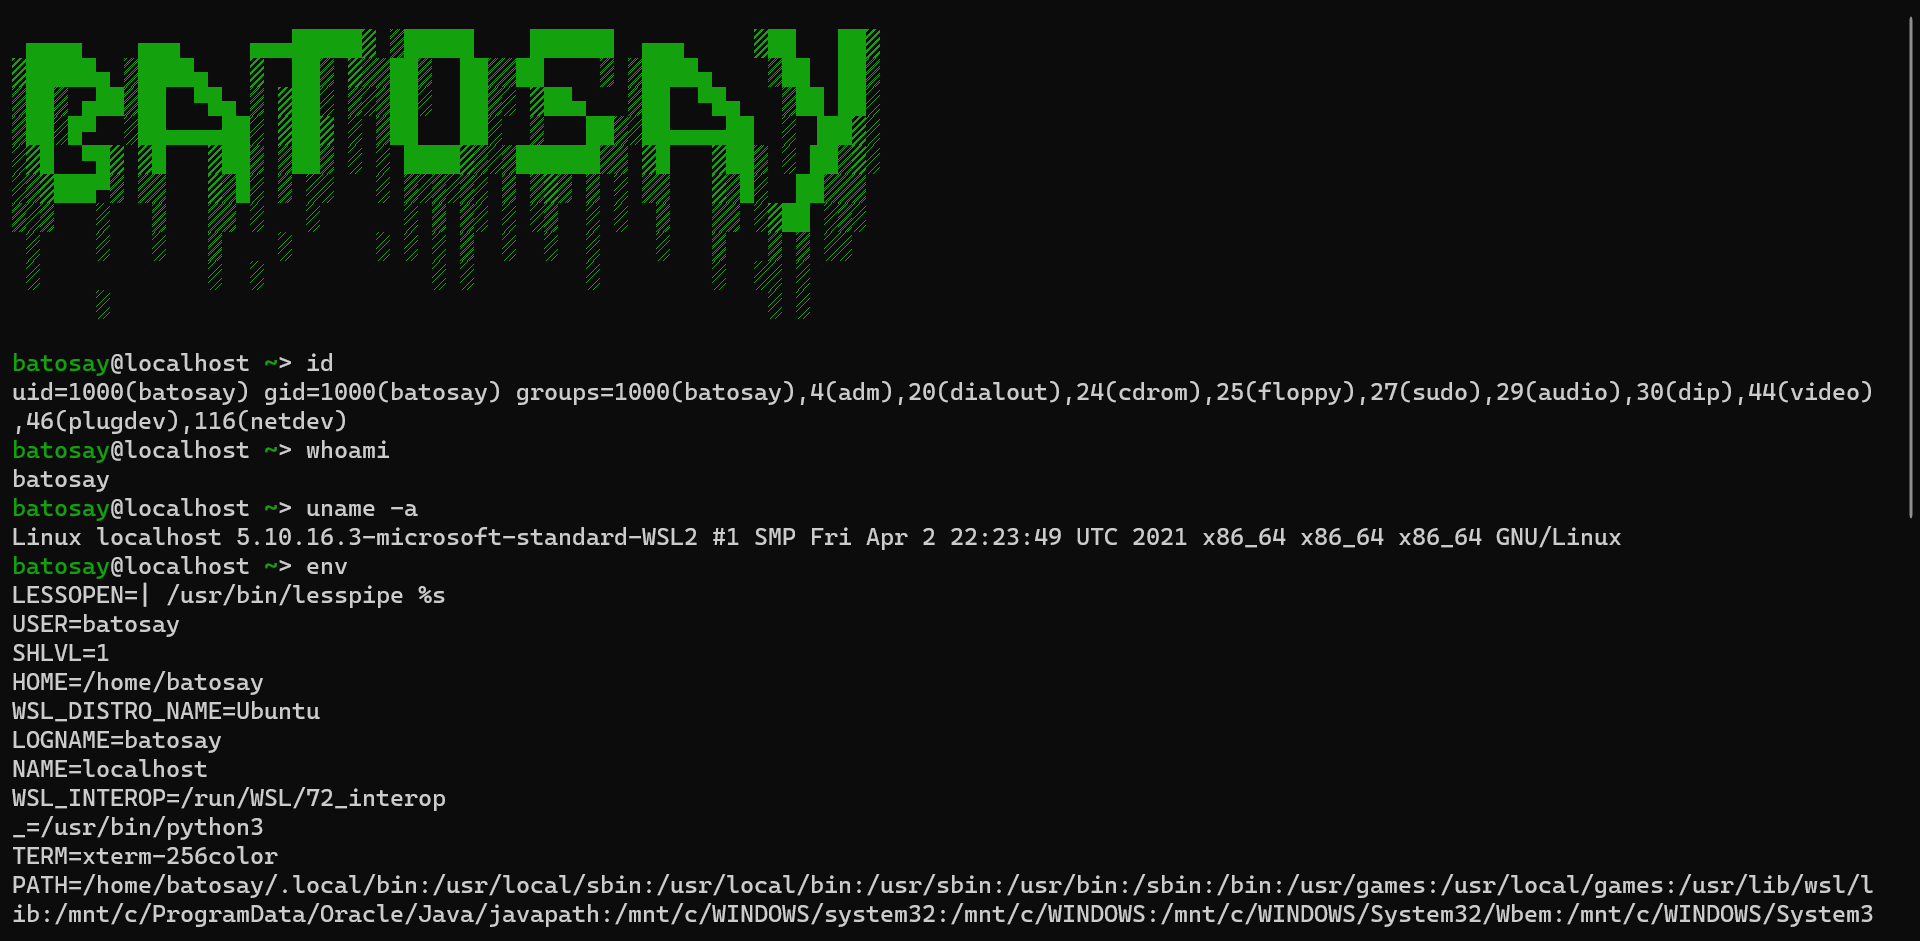 BATOSAY
batosay@localhost ~> id
uid=1000(batosay) gid=1000(batosay) groups=1000(batosay),4(adm),20(dialout),24(cdrom),25(floppy),27(sudo),29(audio),30(dip),44(video)
,46(plugdev),116(netdev)
batosay@localhost ~> whoami
batosay
batosay@localhost ~> uname -a
Linux localhost 5.10.16.3-microsoft-standard-WSL2 #1 SMP Fri Apr 2 22:23:49 UTC 2021 x86_64 x86_64 x86_64 GNU/Linux
batosay@localhost ~> env
LESSOPEN=| /usr/bin/lesspipe %s
USER=batosay
SHLVL=1
HOME=/home/batosay
WSL_DISTRO_NAME=Ubuntu
LOGNAME=batosay
NAME=localhost
WSL_INTEROP=/run/WSL/72_interop
_=/usr/bin/python3
TERM=xterm-256color
PATH=/home/batosay/.local/bin:/usr/local/sbin:/usr/local/bin:/usr/sbin:/usr/bin:/sbin:/bin:/usr/games:/usr/local/games:/usr/lib/wsl/l
ib:/mnt/c/ProgramData/Oracle/Java/javapath:/mnt/c/WINDOWS/system32:/mnt/c/WINDOWS:/mnt/c/WINDOWS/System32/Wbem:/mnt/c/WINDOWS/System3